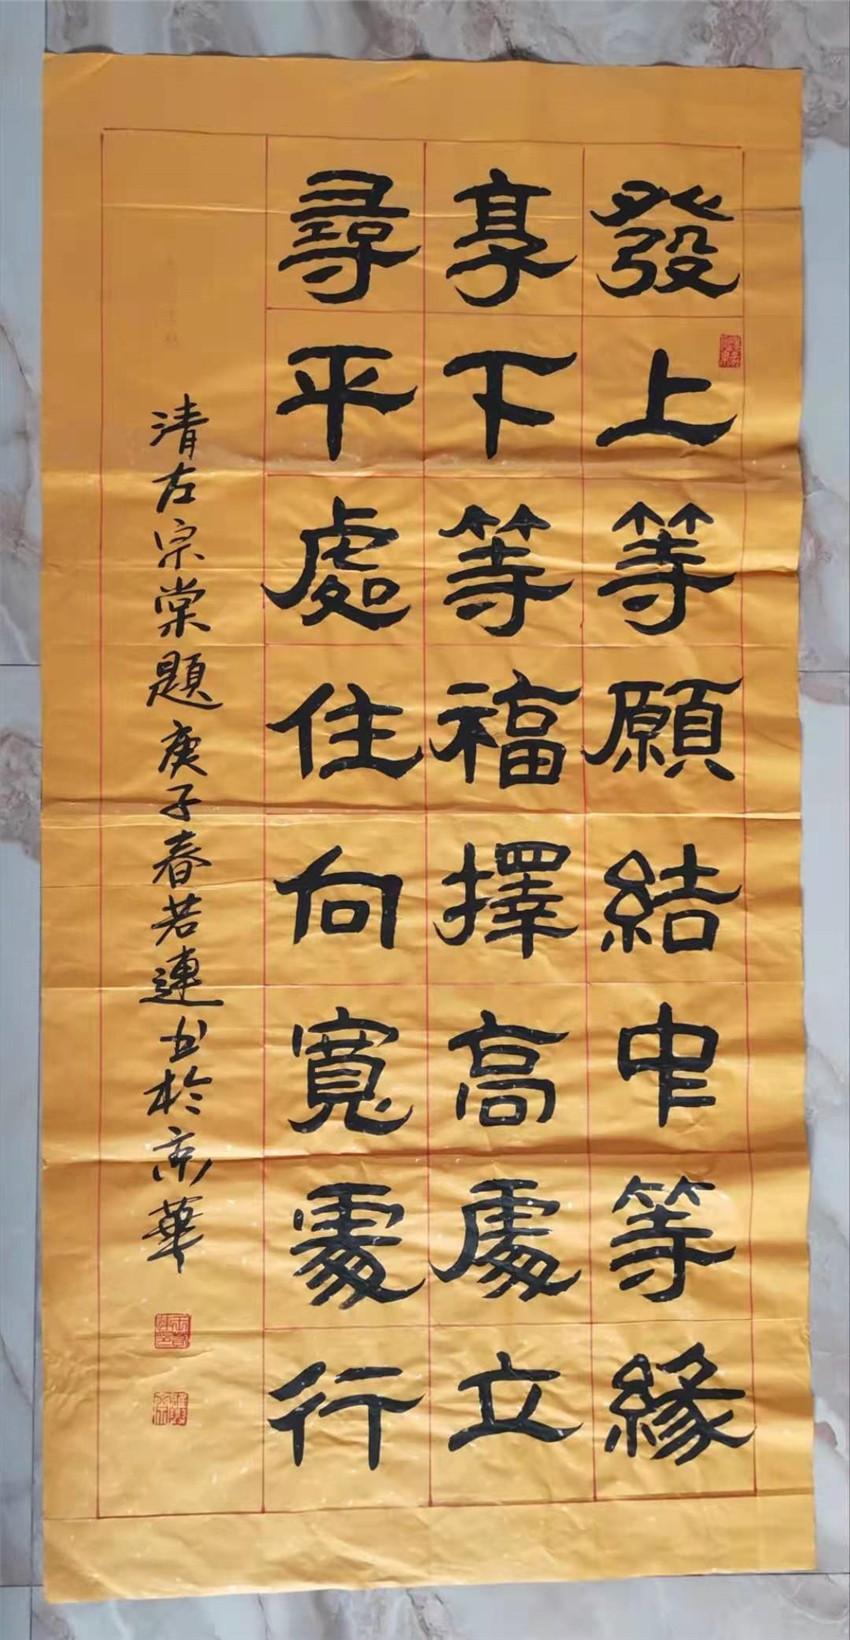 發上等願結中等緣
享下等福擇高處立
尋平處住向寬處行
清左宗棠題庚子春若連书於京華